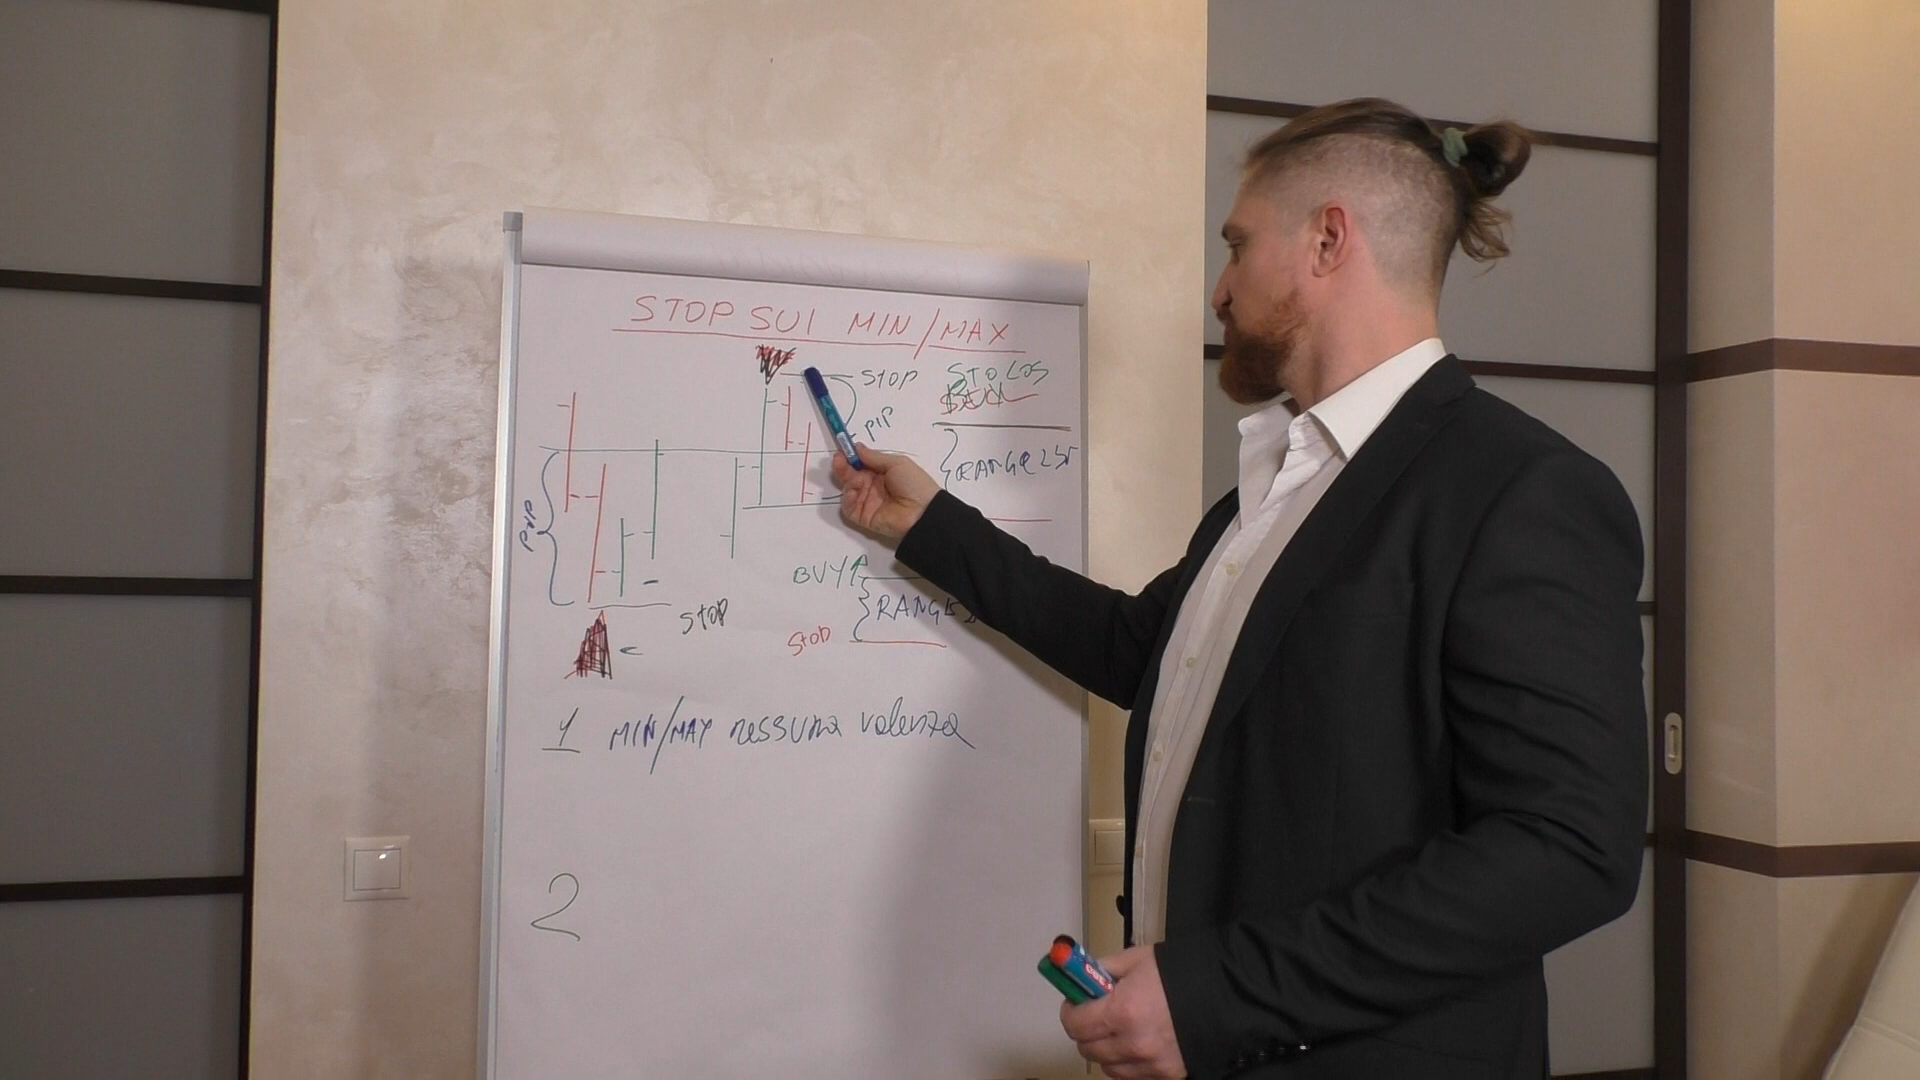 STOP SUI MIN/MAX
STOP
STO LOS
PIP
RANGE
PIP
BUY
STOP
RANGE
STOP
1 MIN/MAX nessuna valenza
2